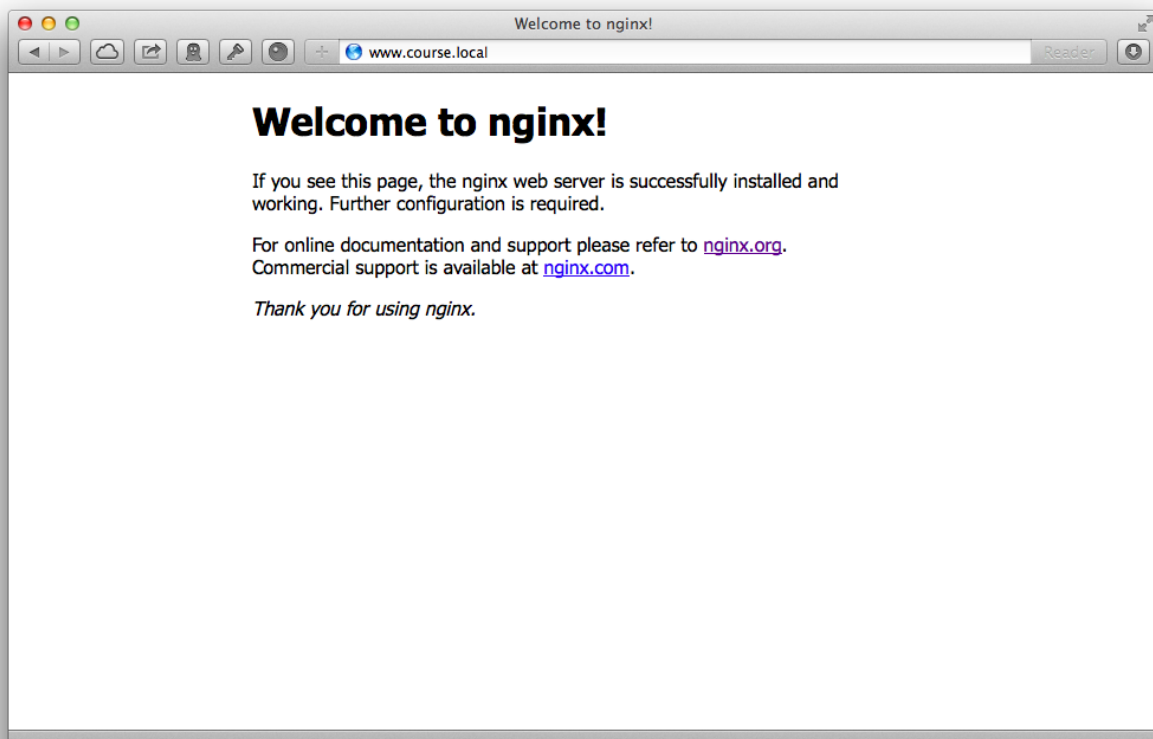 Welcome to nginx!
www.course.local
Reader
Welcome to nginx!
If you see this page, the nginx web server is successfully installed and
working. Further configuration is required.
For online documentation and support please refer to nginx.org.
Commercial support is available at nginx.com.
Thank you for using nginx.